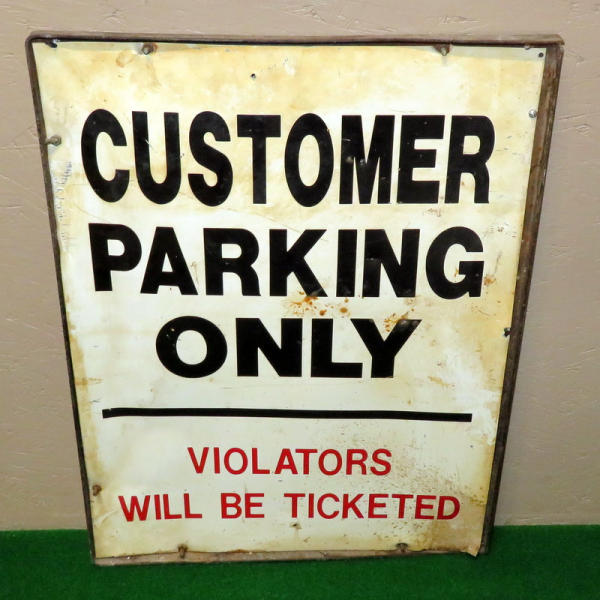 CUSTOMER
PARKING
ONLY
VIOLATORS
WILL BE TICKETED